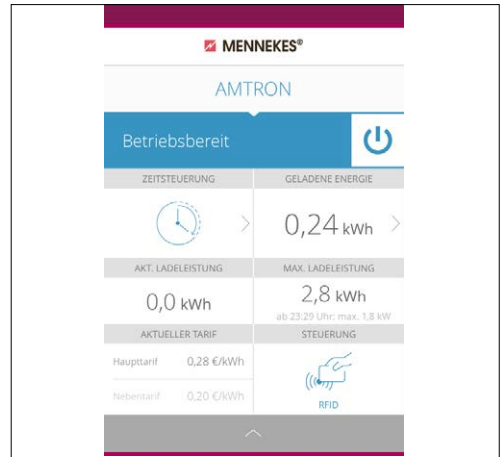 MENNEKES®
AMTRON
Betriebsbereit
ZEITSTEUERUNG
GELADENE ENERGIE
0,24 kWh
AKT. LADELEISTUNG
MAX. LADELEISTUNG
0,0 kWh
2,8 kWh
ab 23:29 Uhr: max. 1,8 kW
AKTUELLER TARIF
STEUERUNG
Haupttarif 0,28 €/kWh
Nebentarif 0,20 €/kWh
RFID